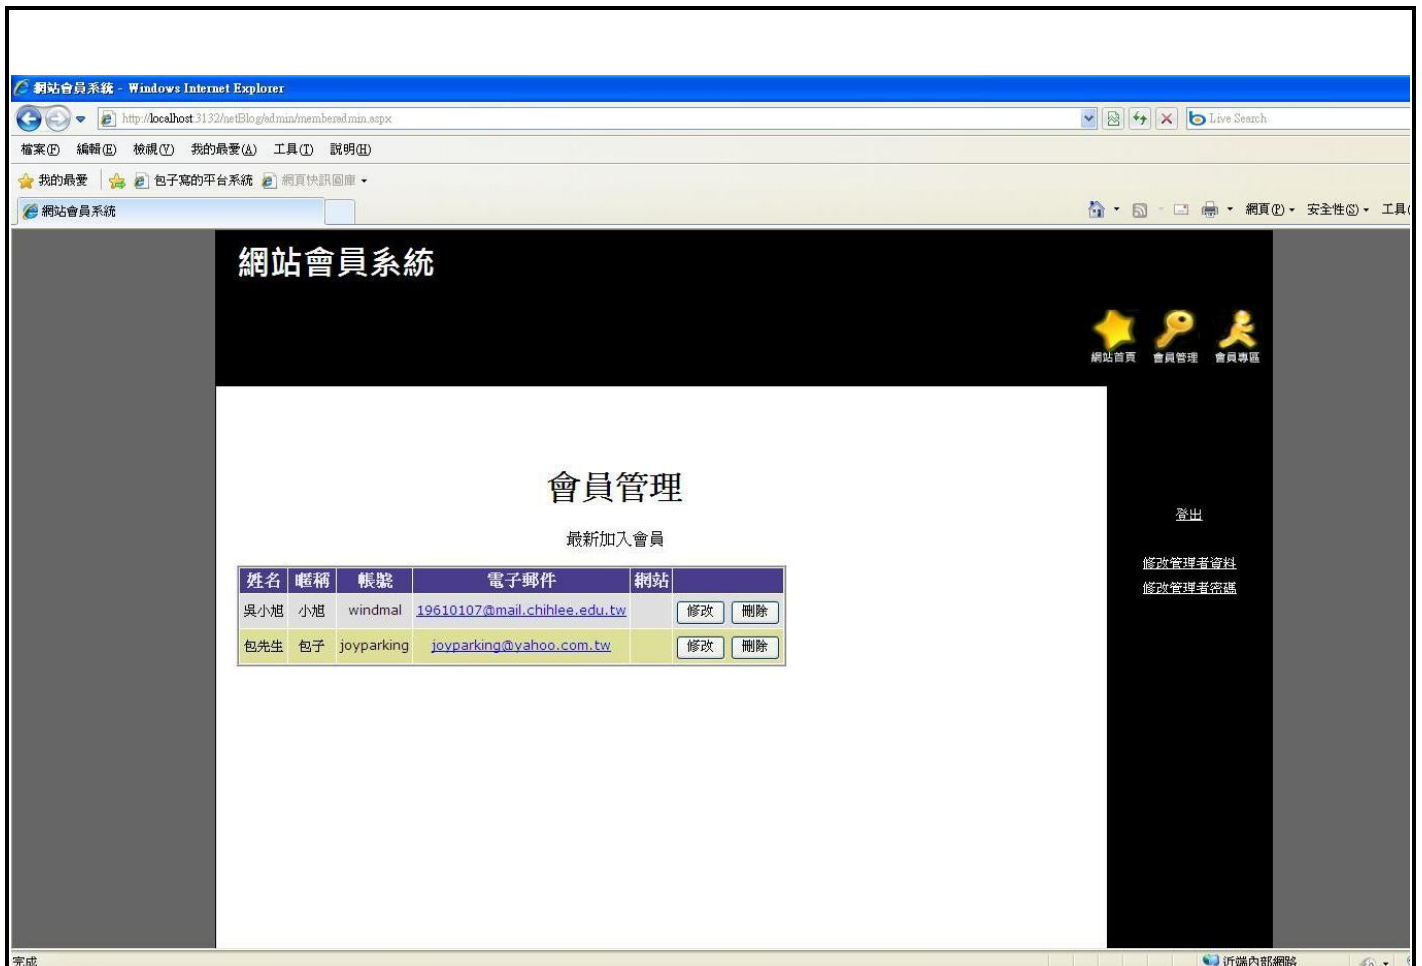 網站會員系統 - Windows Internet Explorer
http://localhost:3132/netBlog/admin/memberadmin.aspx
Live Search
檔案(F) 編輯(E) 檢視(V) 我的最愛(A) 工具(T) 說明(H)
我的最愛 包子寫的平台系統 網頁快訊圖庫
網站會員系統 網頁(P) 安全性(S) 工具(
網站會員系統
網站首頁 會員管理 會員專區
會員管理
最新加入會員
登出
修改管理者資料
修改管理者密碼
姓名 暱稱 帳號 電子郵件 網站
吳小旭 小旭 windmal 19610107@mail.chihlee.edu.tw 修改 刪除
包先生 包子 joyparking joyparking@yahoo.com.tw 修改 刪除
完成 近端內部網路